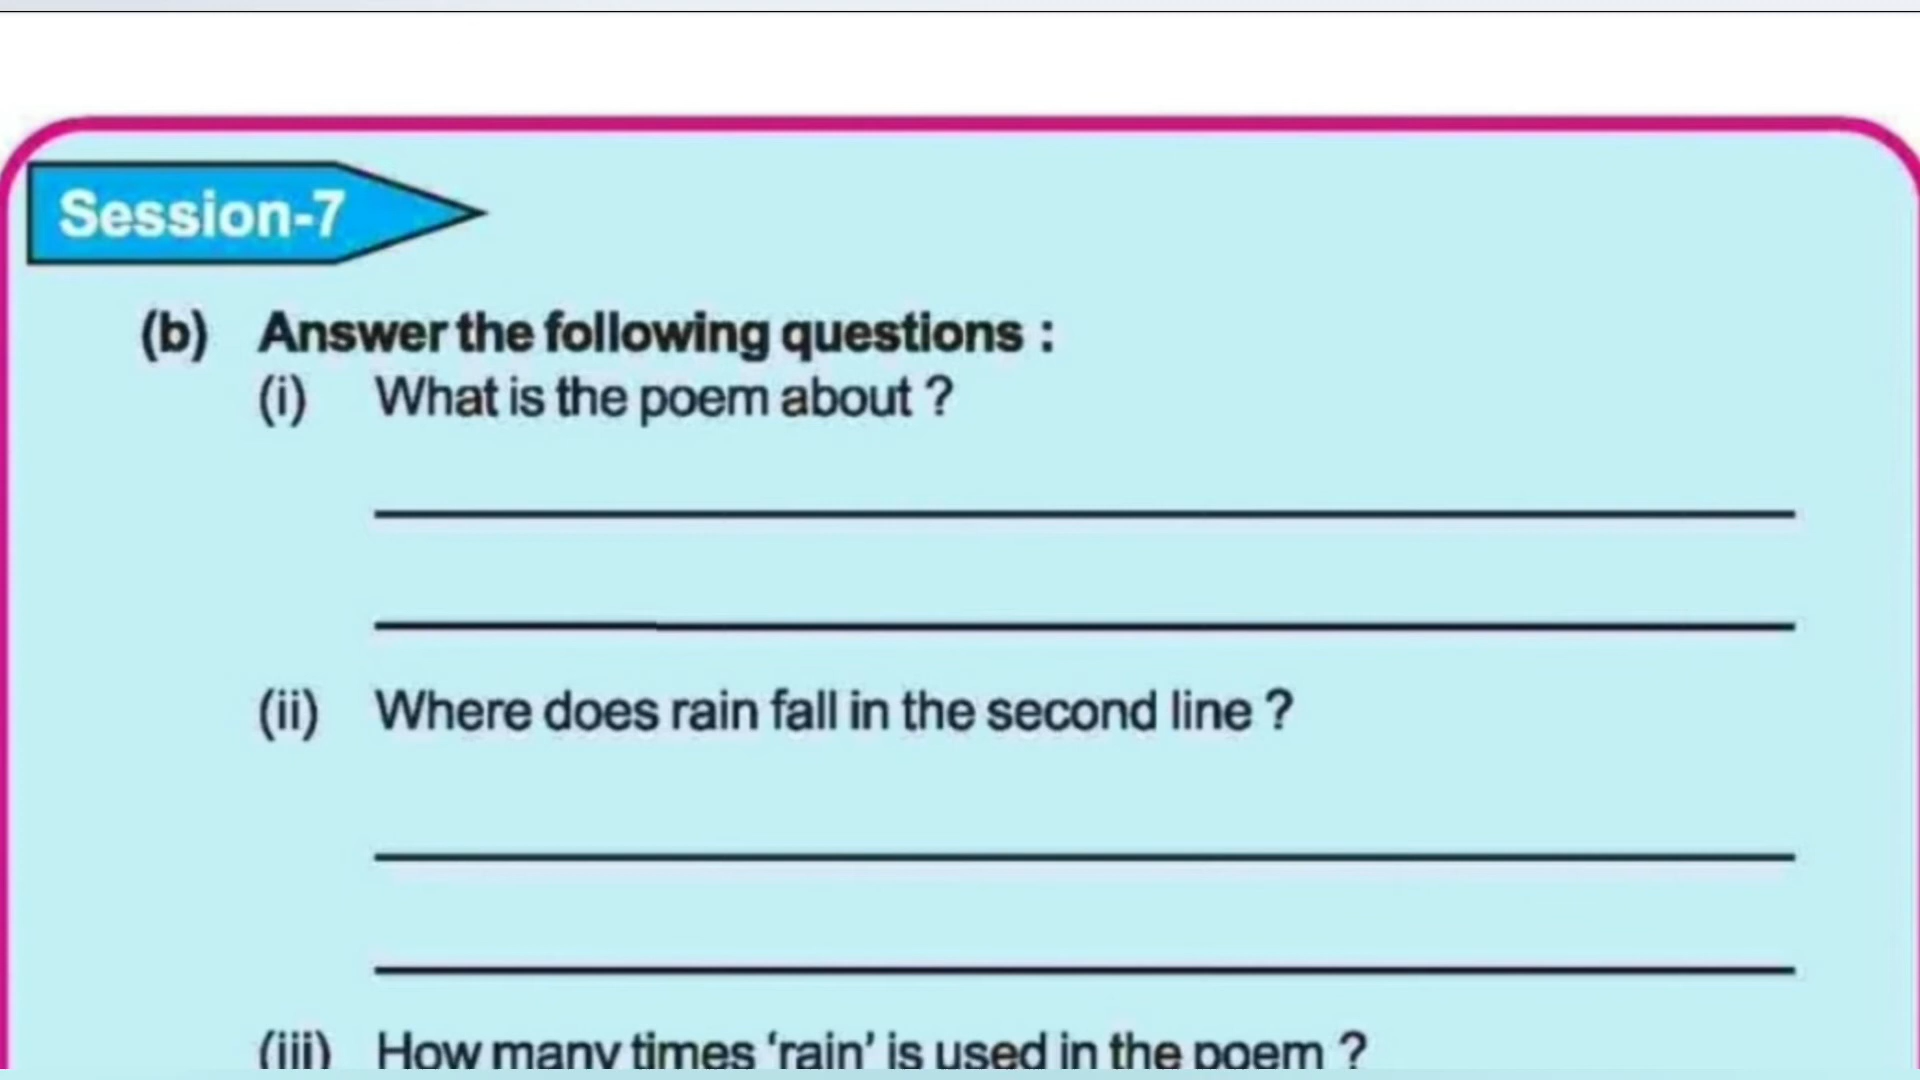 Session-7
(b) Answer the following questions :
(i) What is the poem about ?
(ii) Where does rain fall in the second line ?
(iii) How many times ‘rain’ is used in the poem ?